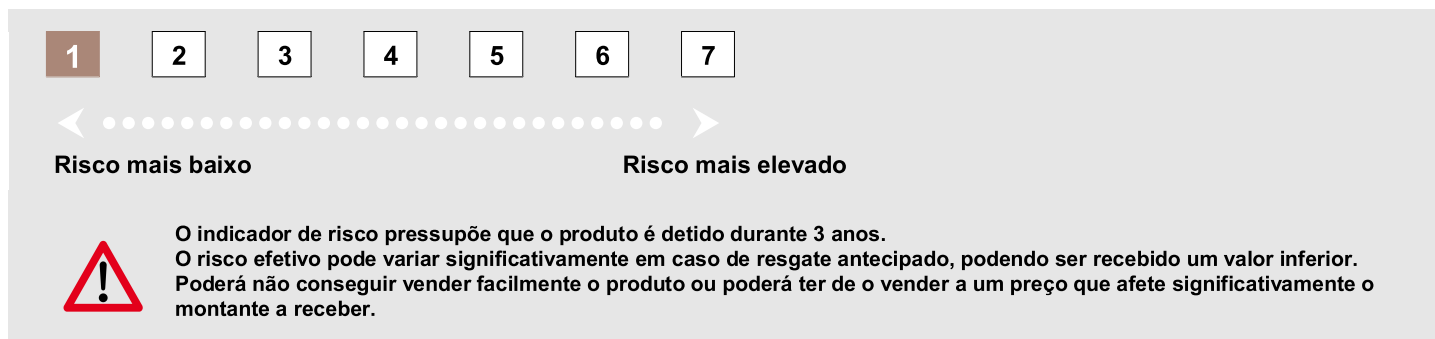 1 2 3 4 5 6 7
Risco mais baixo Risco mais elevado
O indicador de risco pressupõe que o produto é detido durante 3 anos.
O risco efetivo pode variar significativamente em caso de resgate antecipado, podendo ser recebido um valor inferior.
Poderá não conseguir vender facilmente o produto ou poderá ter de o vender a um preço que afete significativamente o
montante a receber.